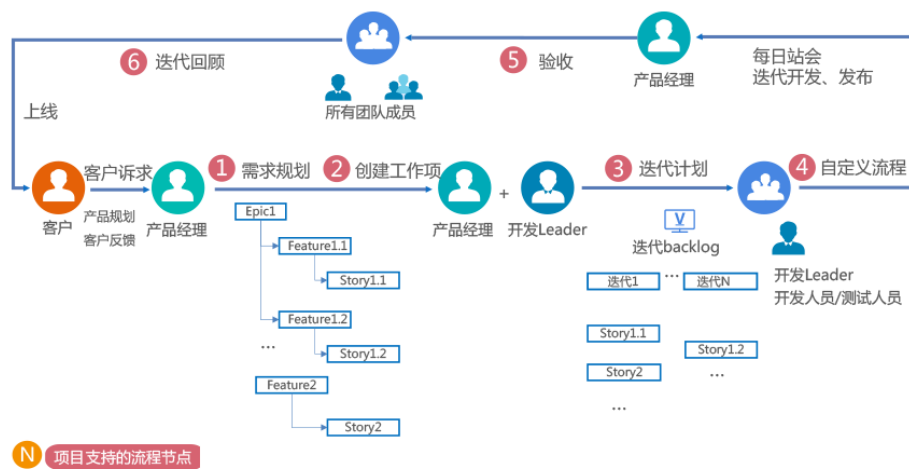 6 迭代回顾
5 验收
产品经理
每日站会
迭代开发、发布
所有团队成员
上线
客户诉求
产品规划
客户反馈
客户
产品经理
1 需求规划
2 创建工作项
产品经理
+
开发Leader
3 迭代计划
4 自定义流程
迭代backlog
开发Leader
开发人员/测试人员
Epic1
Feature1.1
Story1.1
Feature1.2
...
Story1.2
Feature2
Story2
迭代1
...
迭代N
Story1.1
Story1.2
Story2
...
...
N 项目支持的流程节点